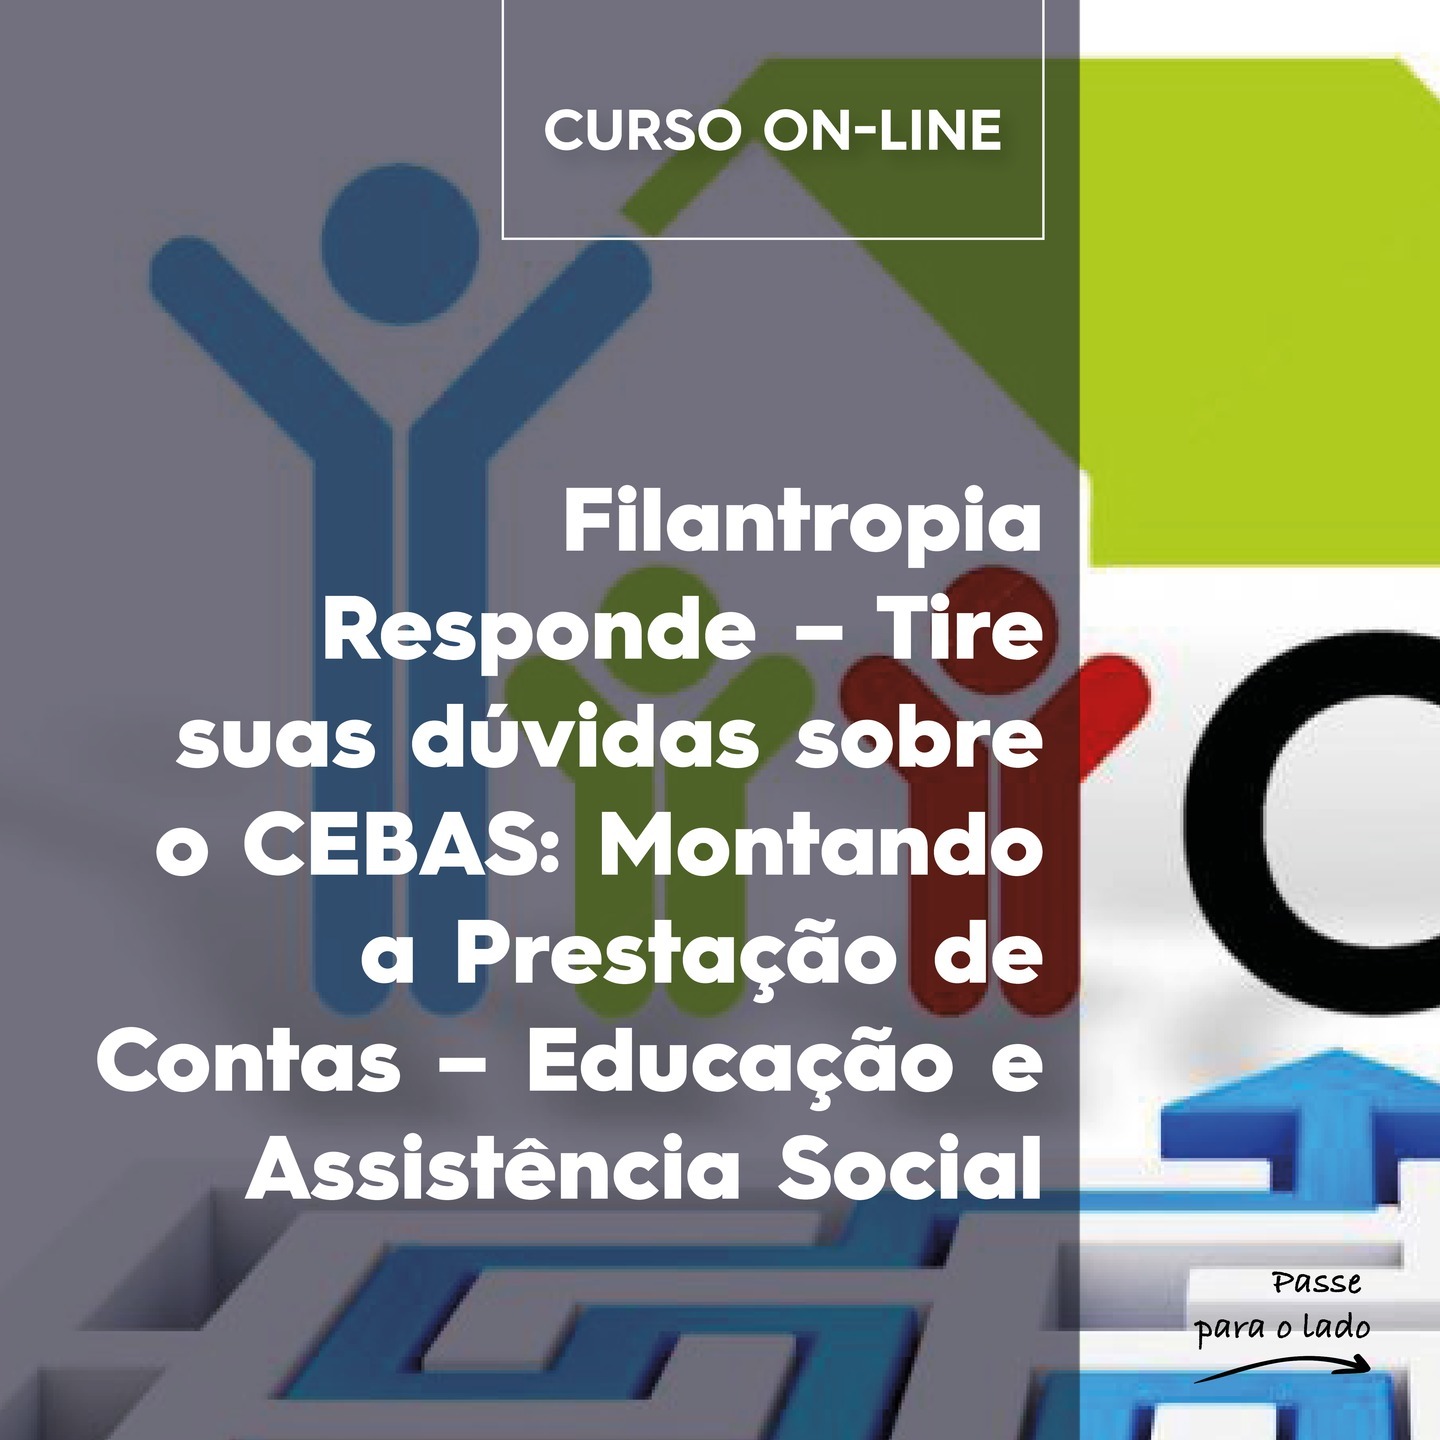 CURSO ON-LINE
Filantropia
Responde – Tire
suas dúvidas sobre
o CEBAS: Montando
a Prestação de
Contas – Educação e
Assistência Social
Passe
para o lado